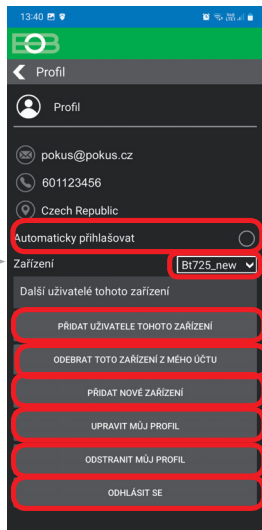 13:40
EOB
Profil
Profil
pokus@pokus.cz
601123456
Czech Republic
Automaticky přihlašovat
Zařízení
Bt725_new
Další uživatelé tohoto zařízení
PŘIDAT UŽIVATELE TOHOTO ZAŘÍZENÍ
ODEBRAT TOTO ZAŘÍZENÍ Z MÉHO ÚČTU
PŘIDAT NOVÉ ZAŘÍZENÍ
UPRAVIT MŮJ PROFIL
ODSTRANIT MŮJ PROFIL
ODHLÁSIT SE